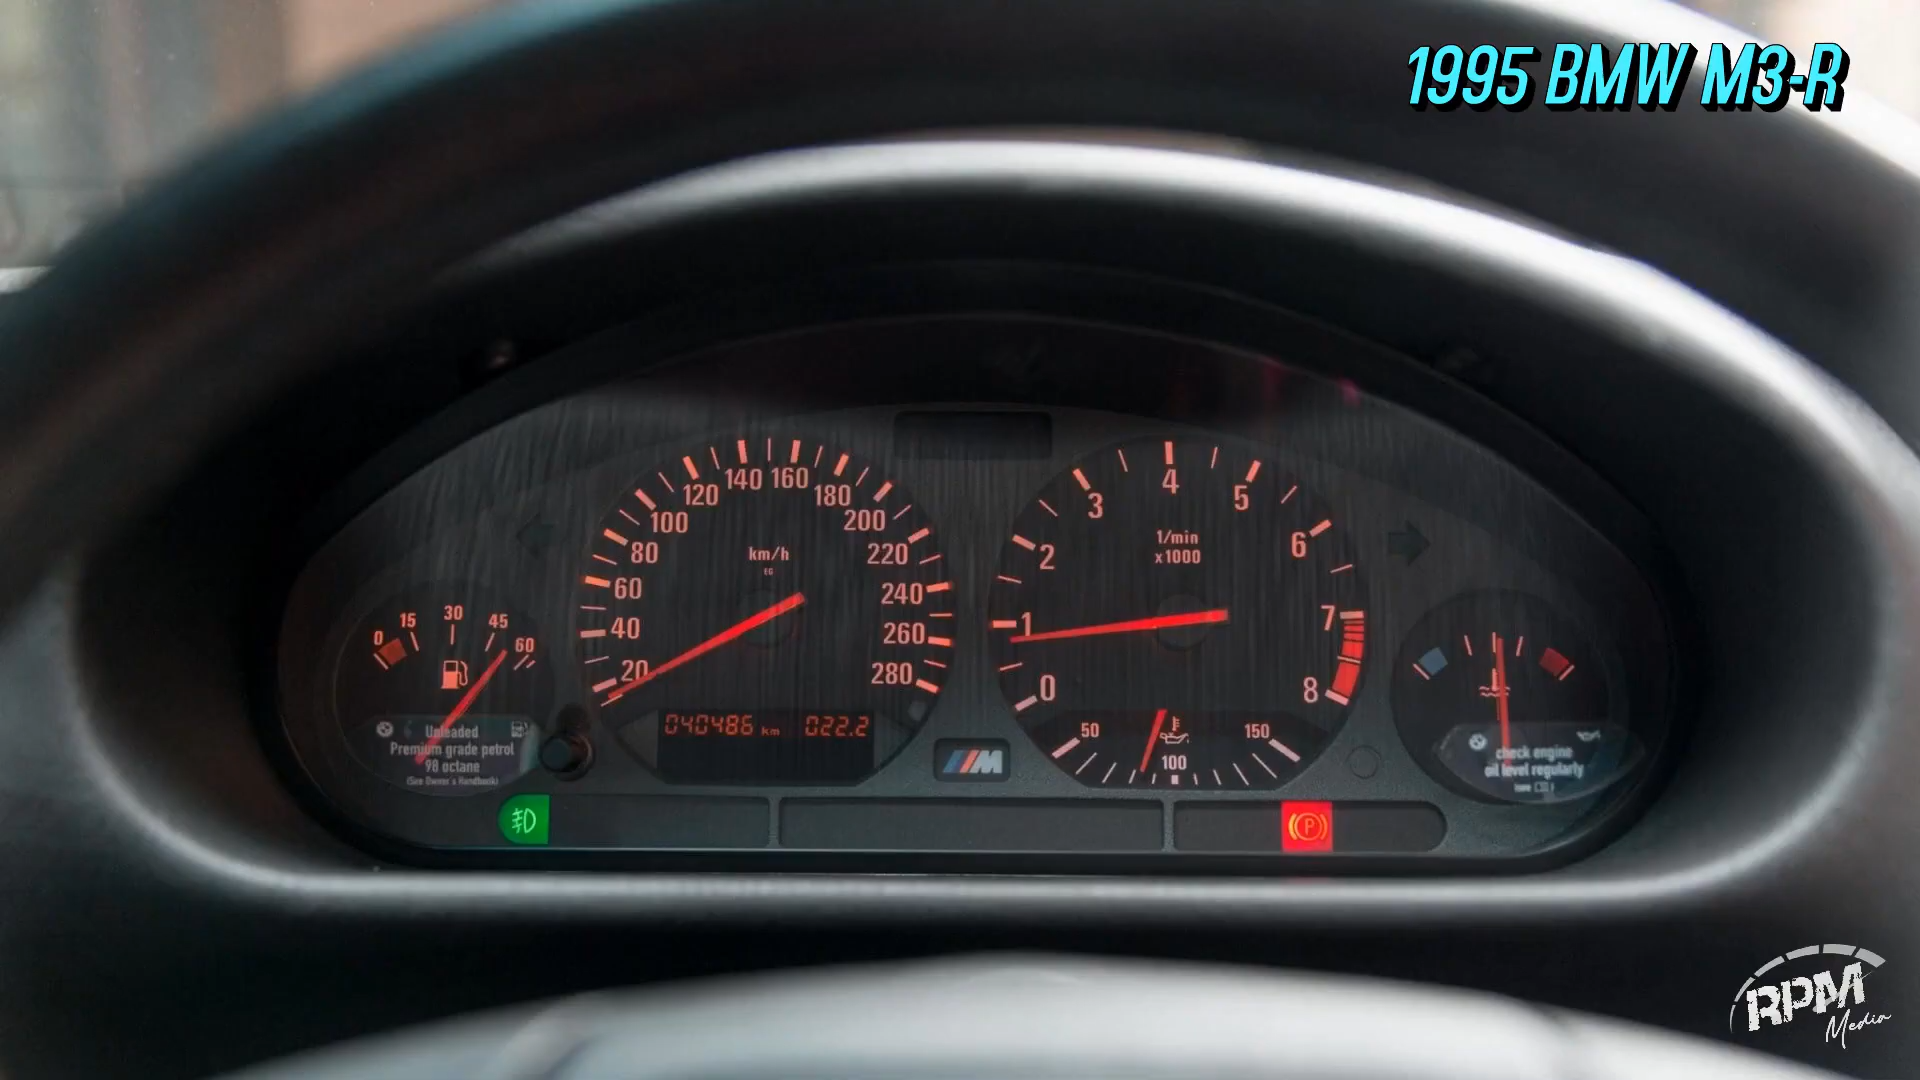 1995 BMW M3-R
140 160
120 180
100 200
80 220
60 240
40 260
20 280
km/h
EG
040486 km 022.2
4
3 5
2 6
1 7
0 8
1/min
x1000
50 150
100
0 15 30 45 60
Unleaded
Premium grade petrol
98 octane
(See Owner's Handbook)
M
check engine
oil level regularly
P
RPM
Media